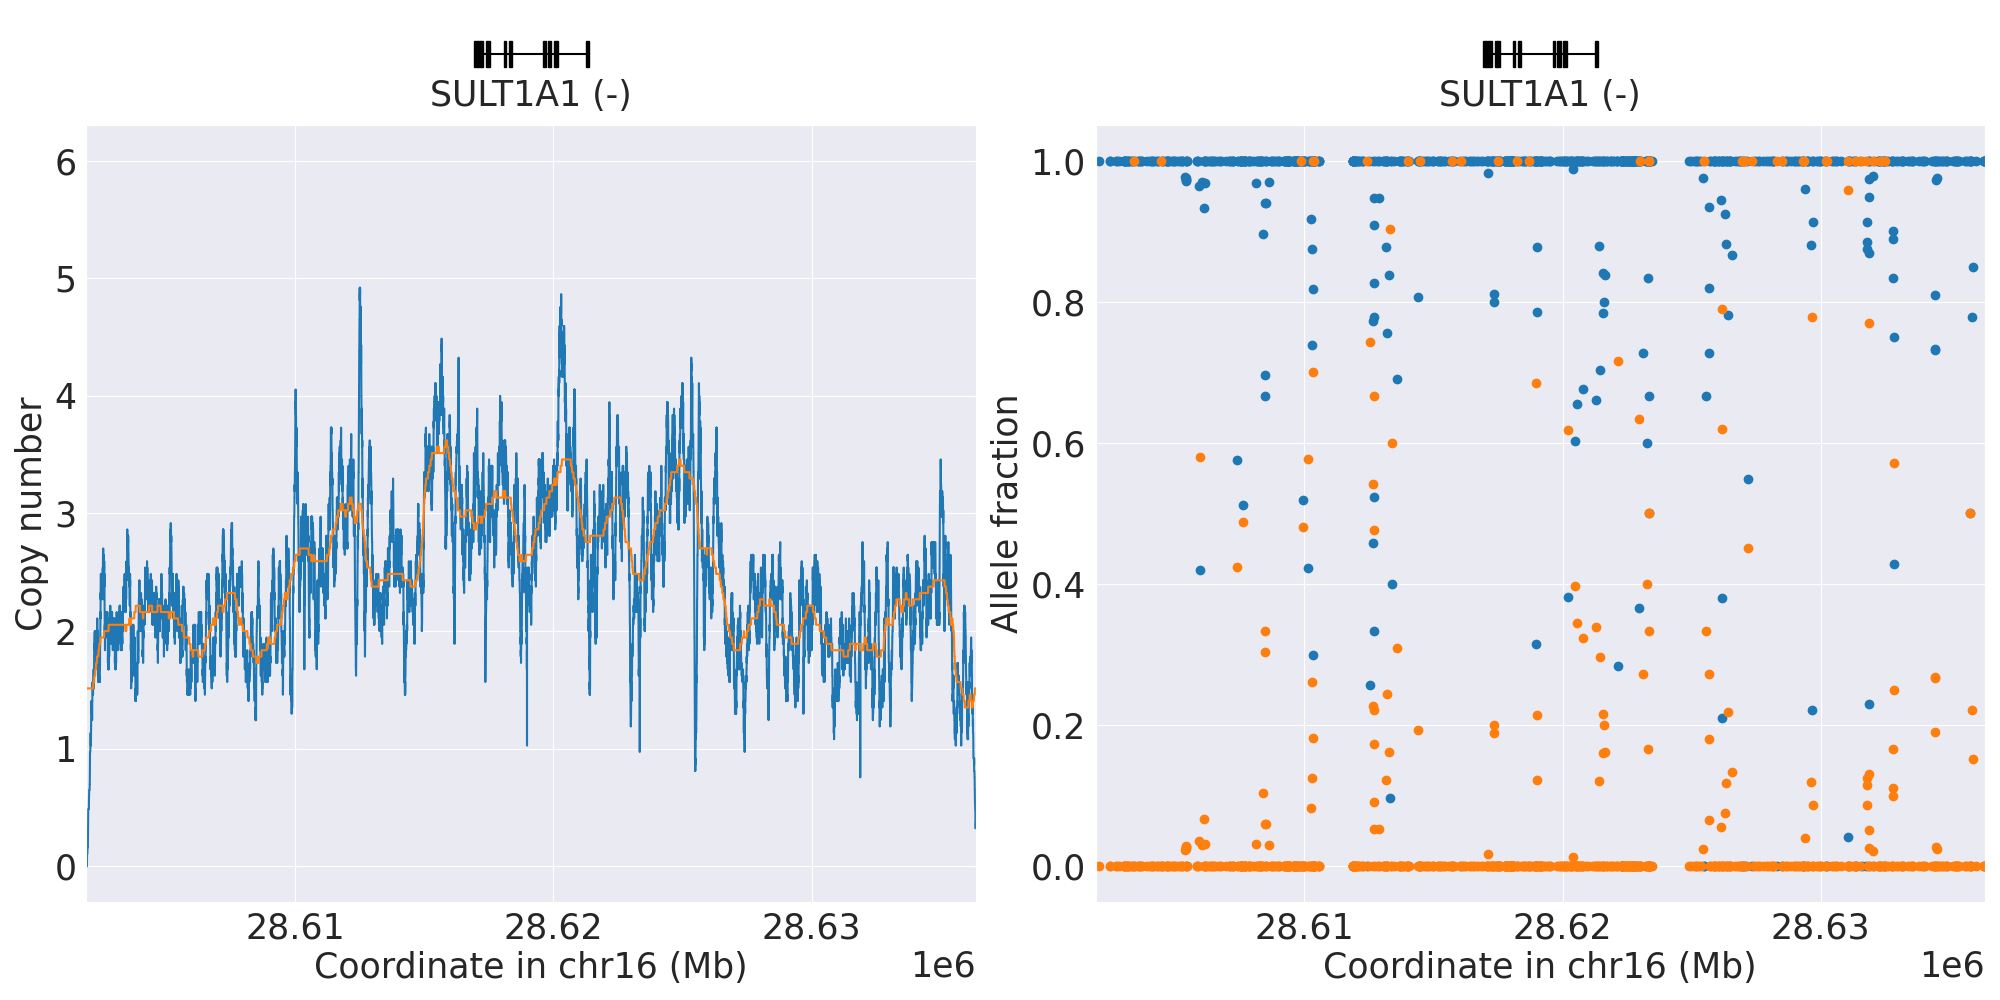 SULT1A1 (-)
Copy number
6
5
4
3
2
1
0
28.61
28.62
28.63
Coordinate in chr16 (Mb)
1e6
SULT1A1 (-)
Allele fraction
1.0
0.8
0.6
0.4
0.2
0.0
28.61
28.62
28.63
Coordinate in chr16 (Mb)
1e6